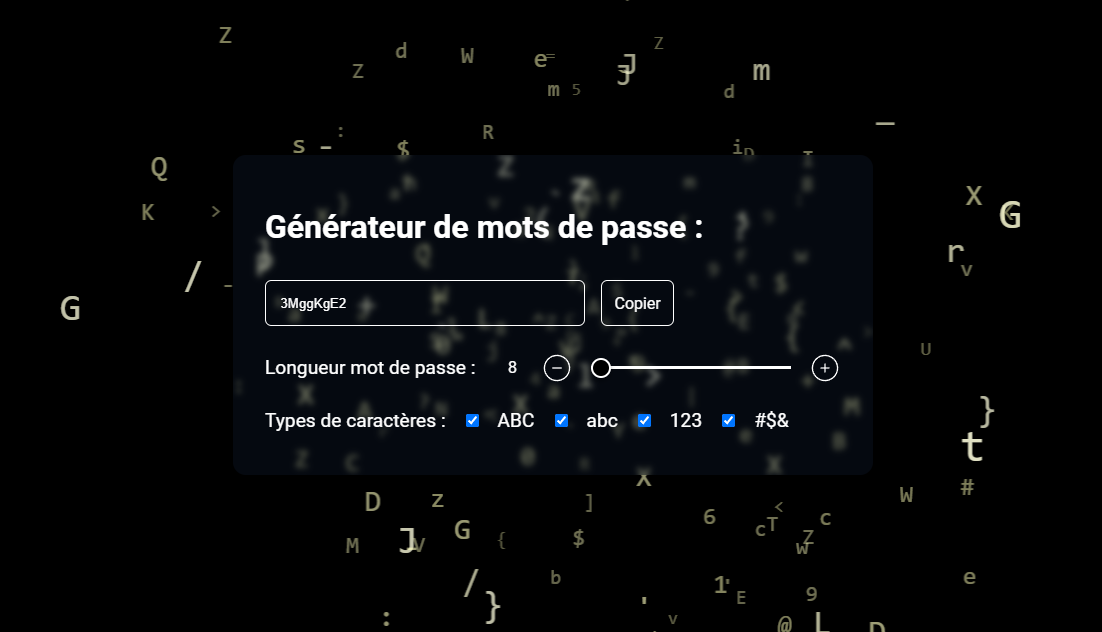 Générateur de mots de passe :
3MggKgE2
Copier
Longueur mot de passe : 8 − +
Types de caractères : ABC abc 123 #$&